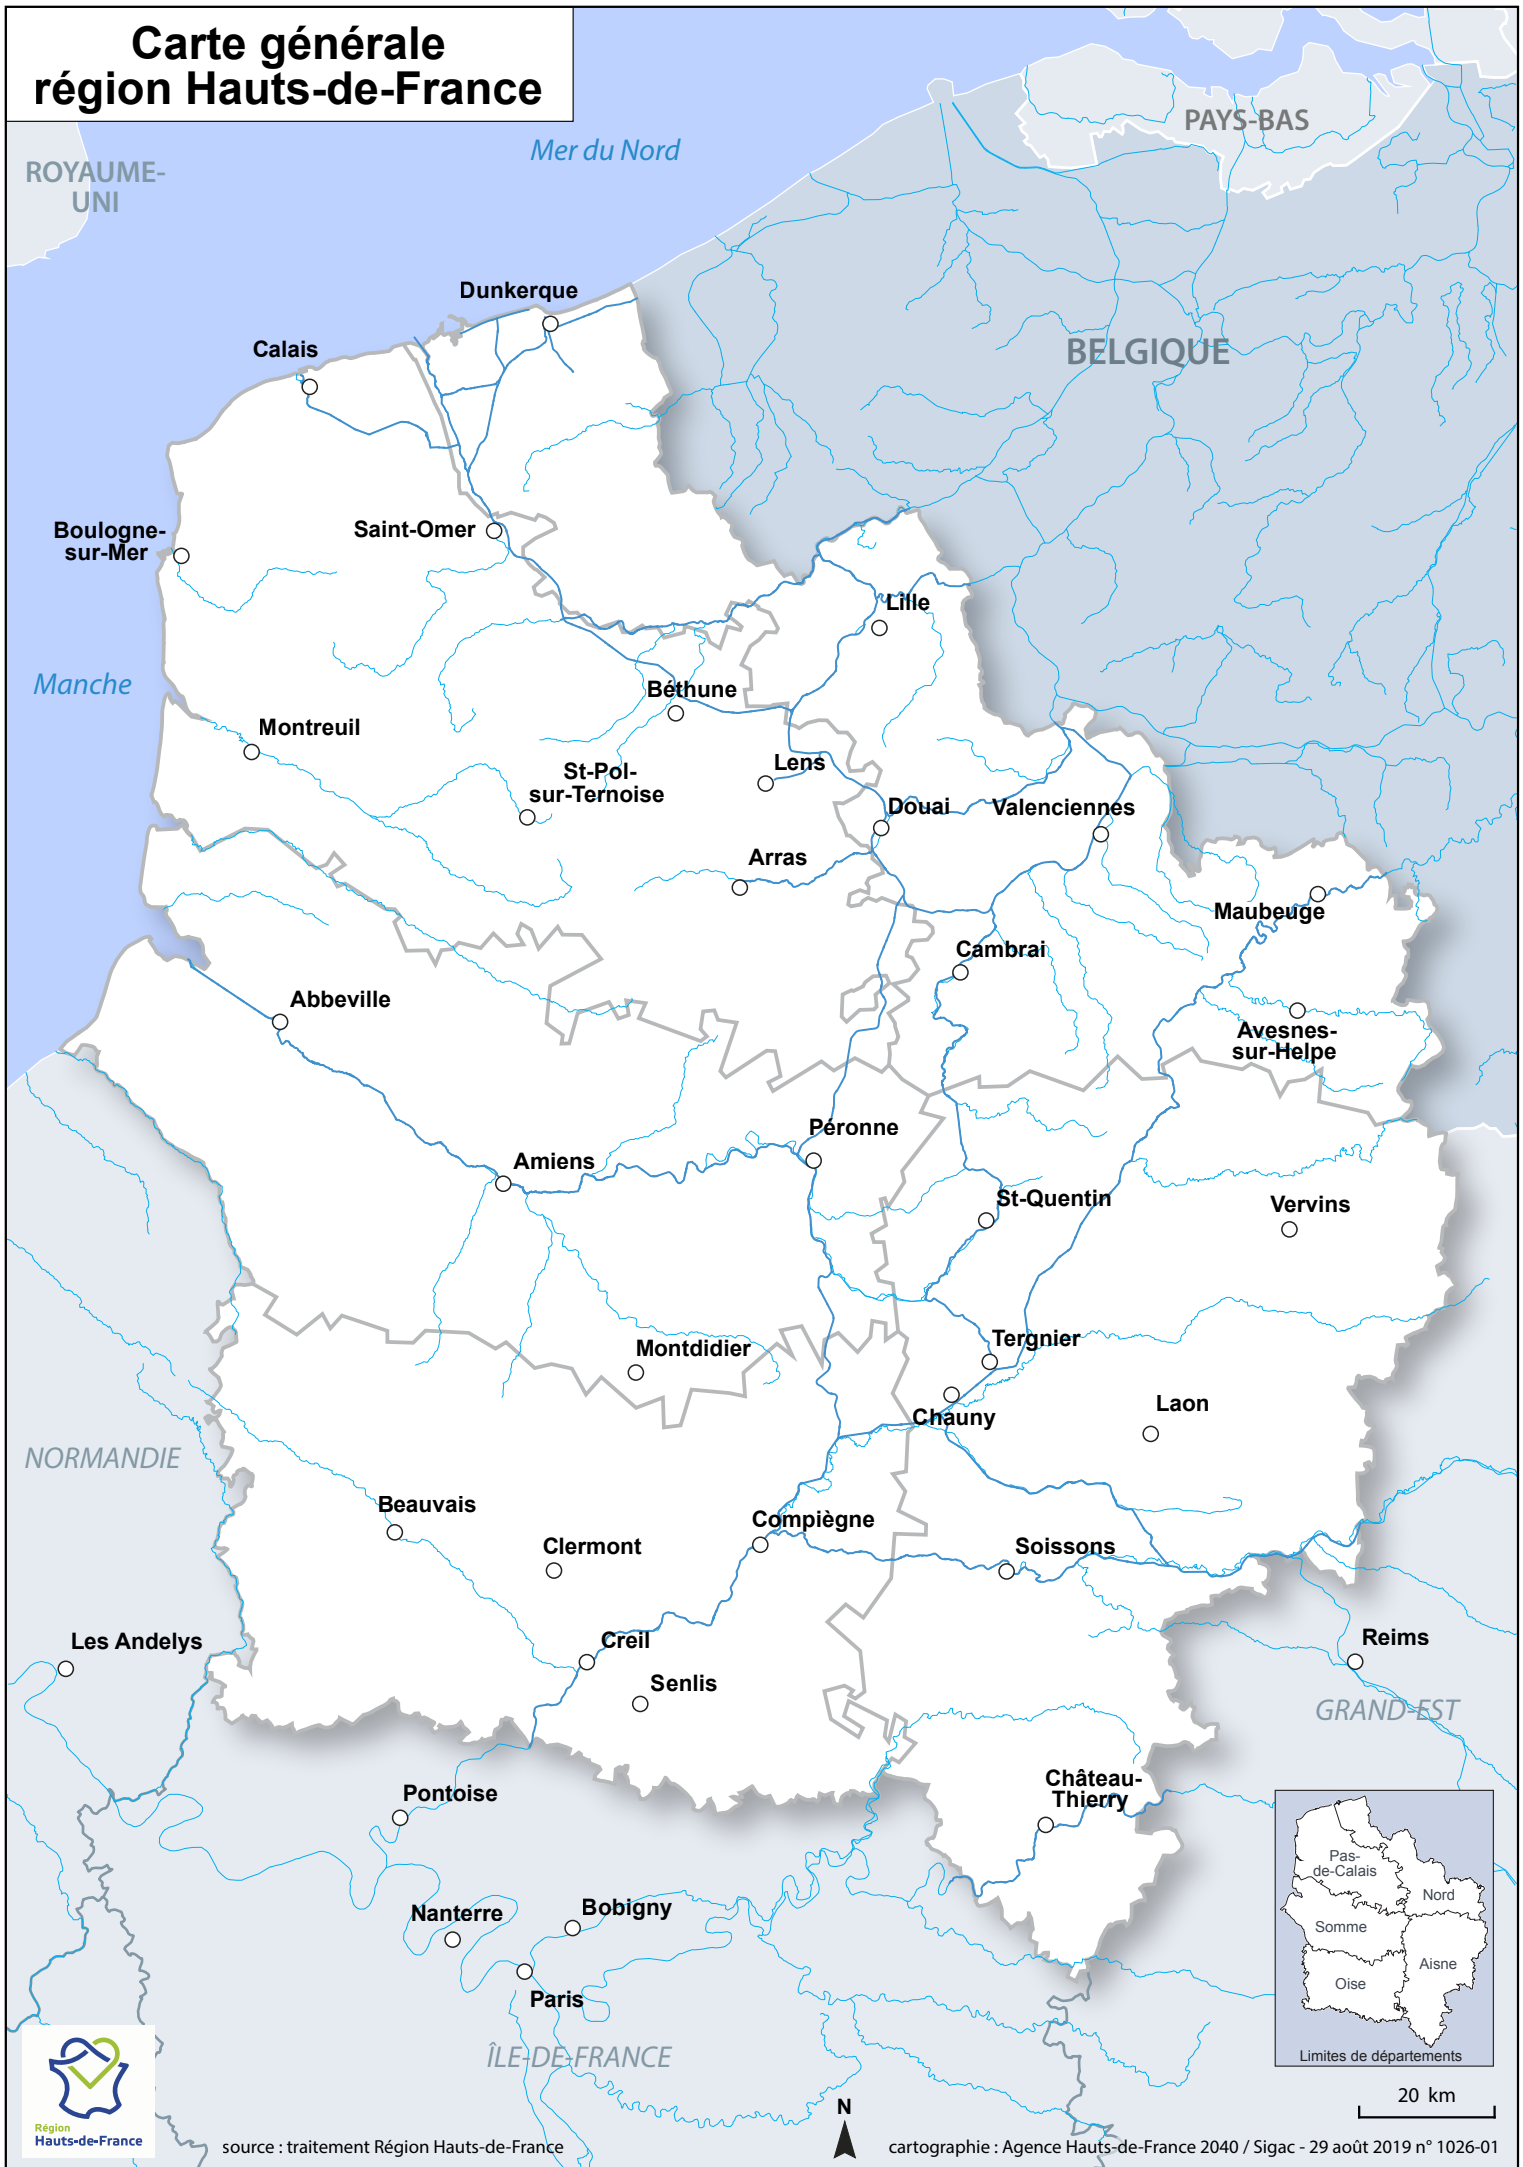 Carte générale
région Hauts-de-France
Mer du Nord
PAYS-BAS
ROYAUME-
UNI
Dunkerque
Calais
BELGIQUE
Boulogne-
sur-Mer
Saint-Omer
Lille
Manche
Béthune
Montreuil
Lens
St-Pol-
sur-Ternoise
Douai
Valenciennes
Arras
Maubeuge
Cambrai
Abbeville
Avesnes-
sur-Helpe
Péronne
Amiens
St-Quentin
Vervins
Tergnier
Montdidier
Chauny
Laon
NORMANDIE
Beauvais
Compiègne
Clermont
Soissons
Les Andelys
Creil
Reims
Senlis
GRAND-EST
Château-
Thierry
Pontoise
Nanterre
Bobigny
Paris
ÎLE-DE-FRANCE
Pas-
de-Calais
Nord
Somme
Aisne
Oise
Limites de départements
20 km
N
Région
Hauts-de-France
source : traitement Région Hauts-de-France
cartographie : Agence Hauts-de-France 2040 / Sigac - 29 août 2019 n° 1026-01